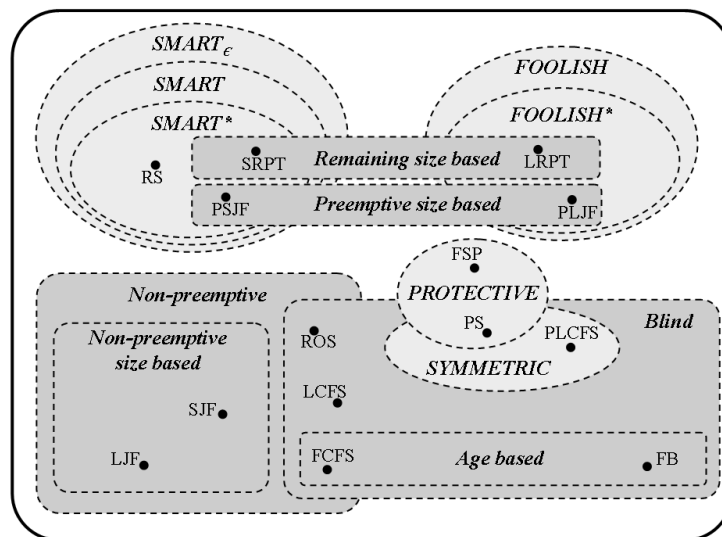 SMARTϵ
SMART
SMART*
FOOLISH
FOOLISH*
RS
SRPT
Remaining size based
LRPT
PSJF
Preemptive size based
PLJF
FSP
PROTECTIVE
PS
PLCFS
SYMMETRIC
Blind
Non-preemptive
Non-preemptive
size based
ROS
LCFS
SJF
LJF
FCFS
Age based
FB